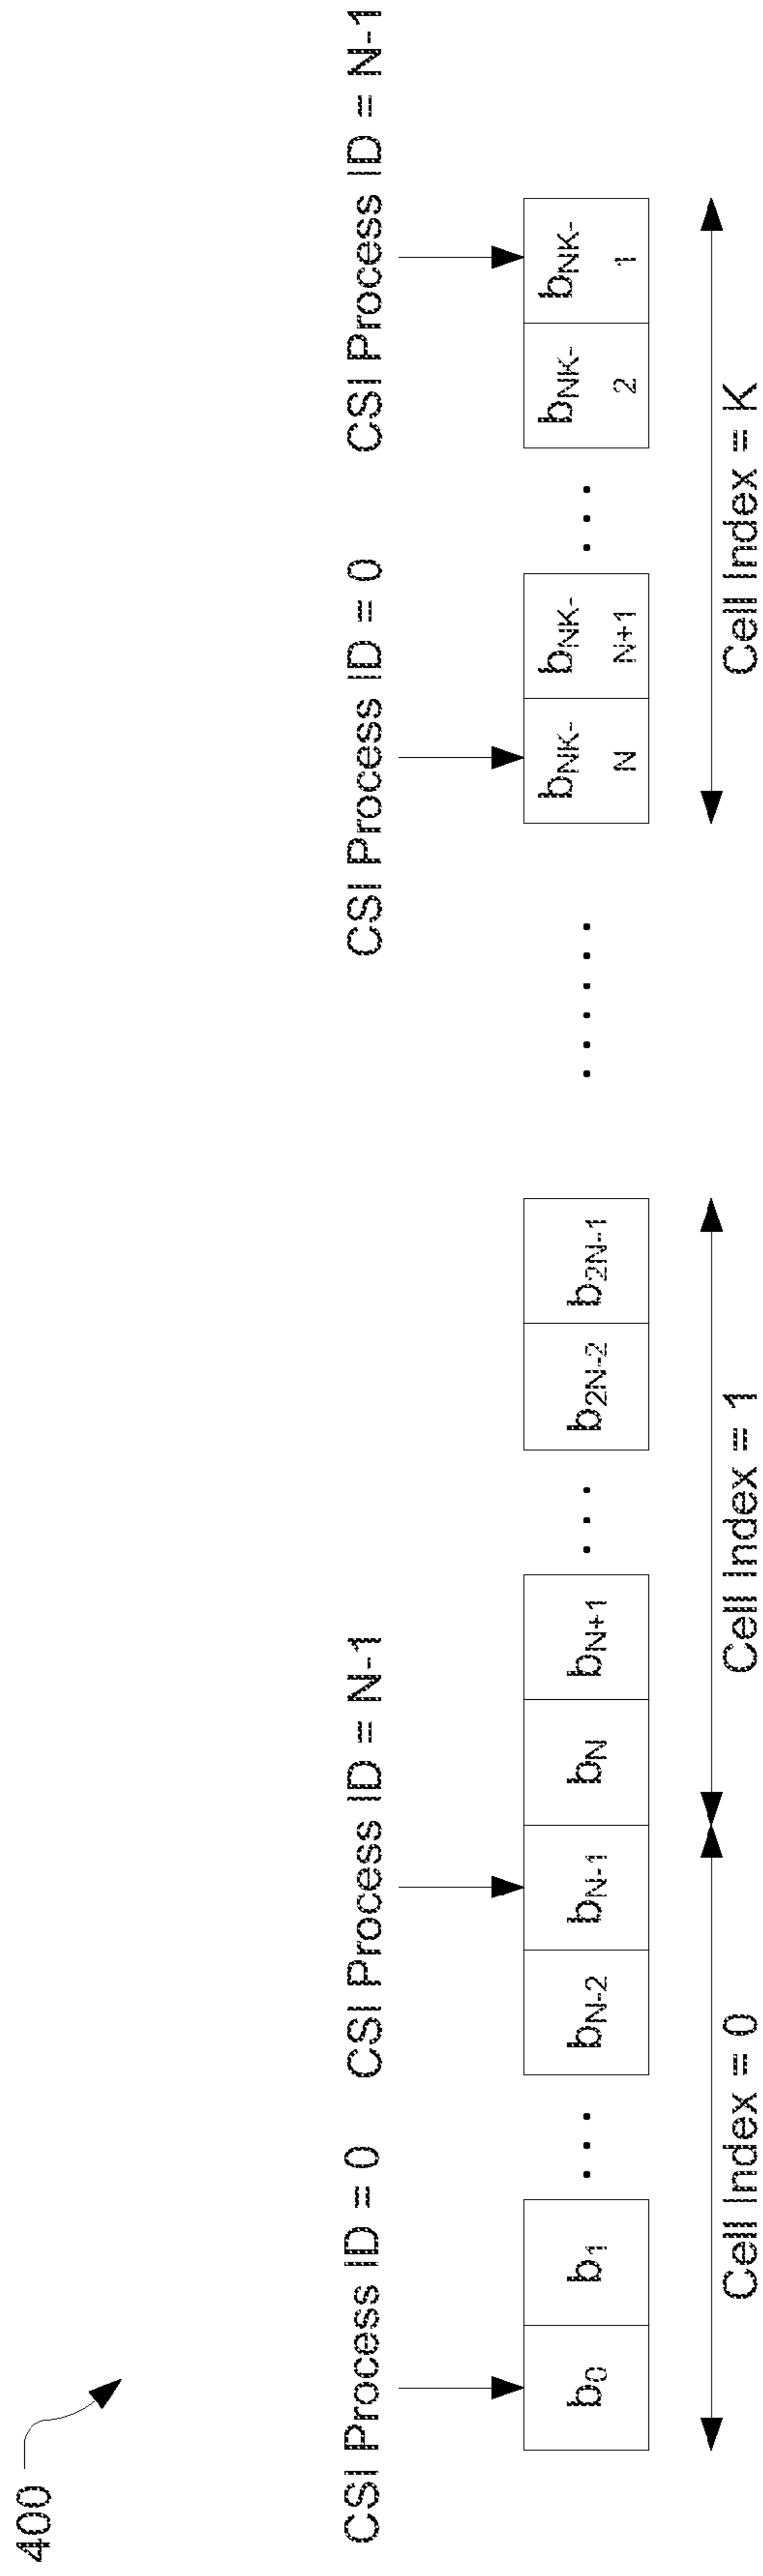 400
CSI Process ID = 0 CSI Process ID = N-1 CSI Process ID = 0 CSI Process ID = N-1
b0 b1 ... bN-2 bN-1 bN bN+1 ... b2N-2 b2N-1 ...... bNK-N bNK-N+1 ... bNK-2 bNK-1
Cell Index = 0 Cell Index = 1 Cell Index = K